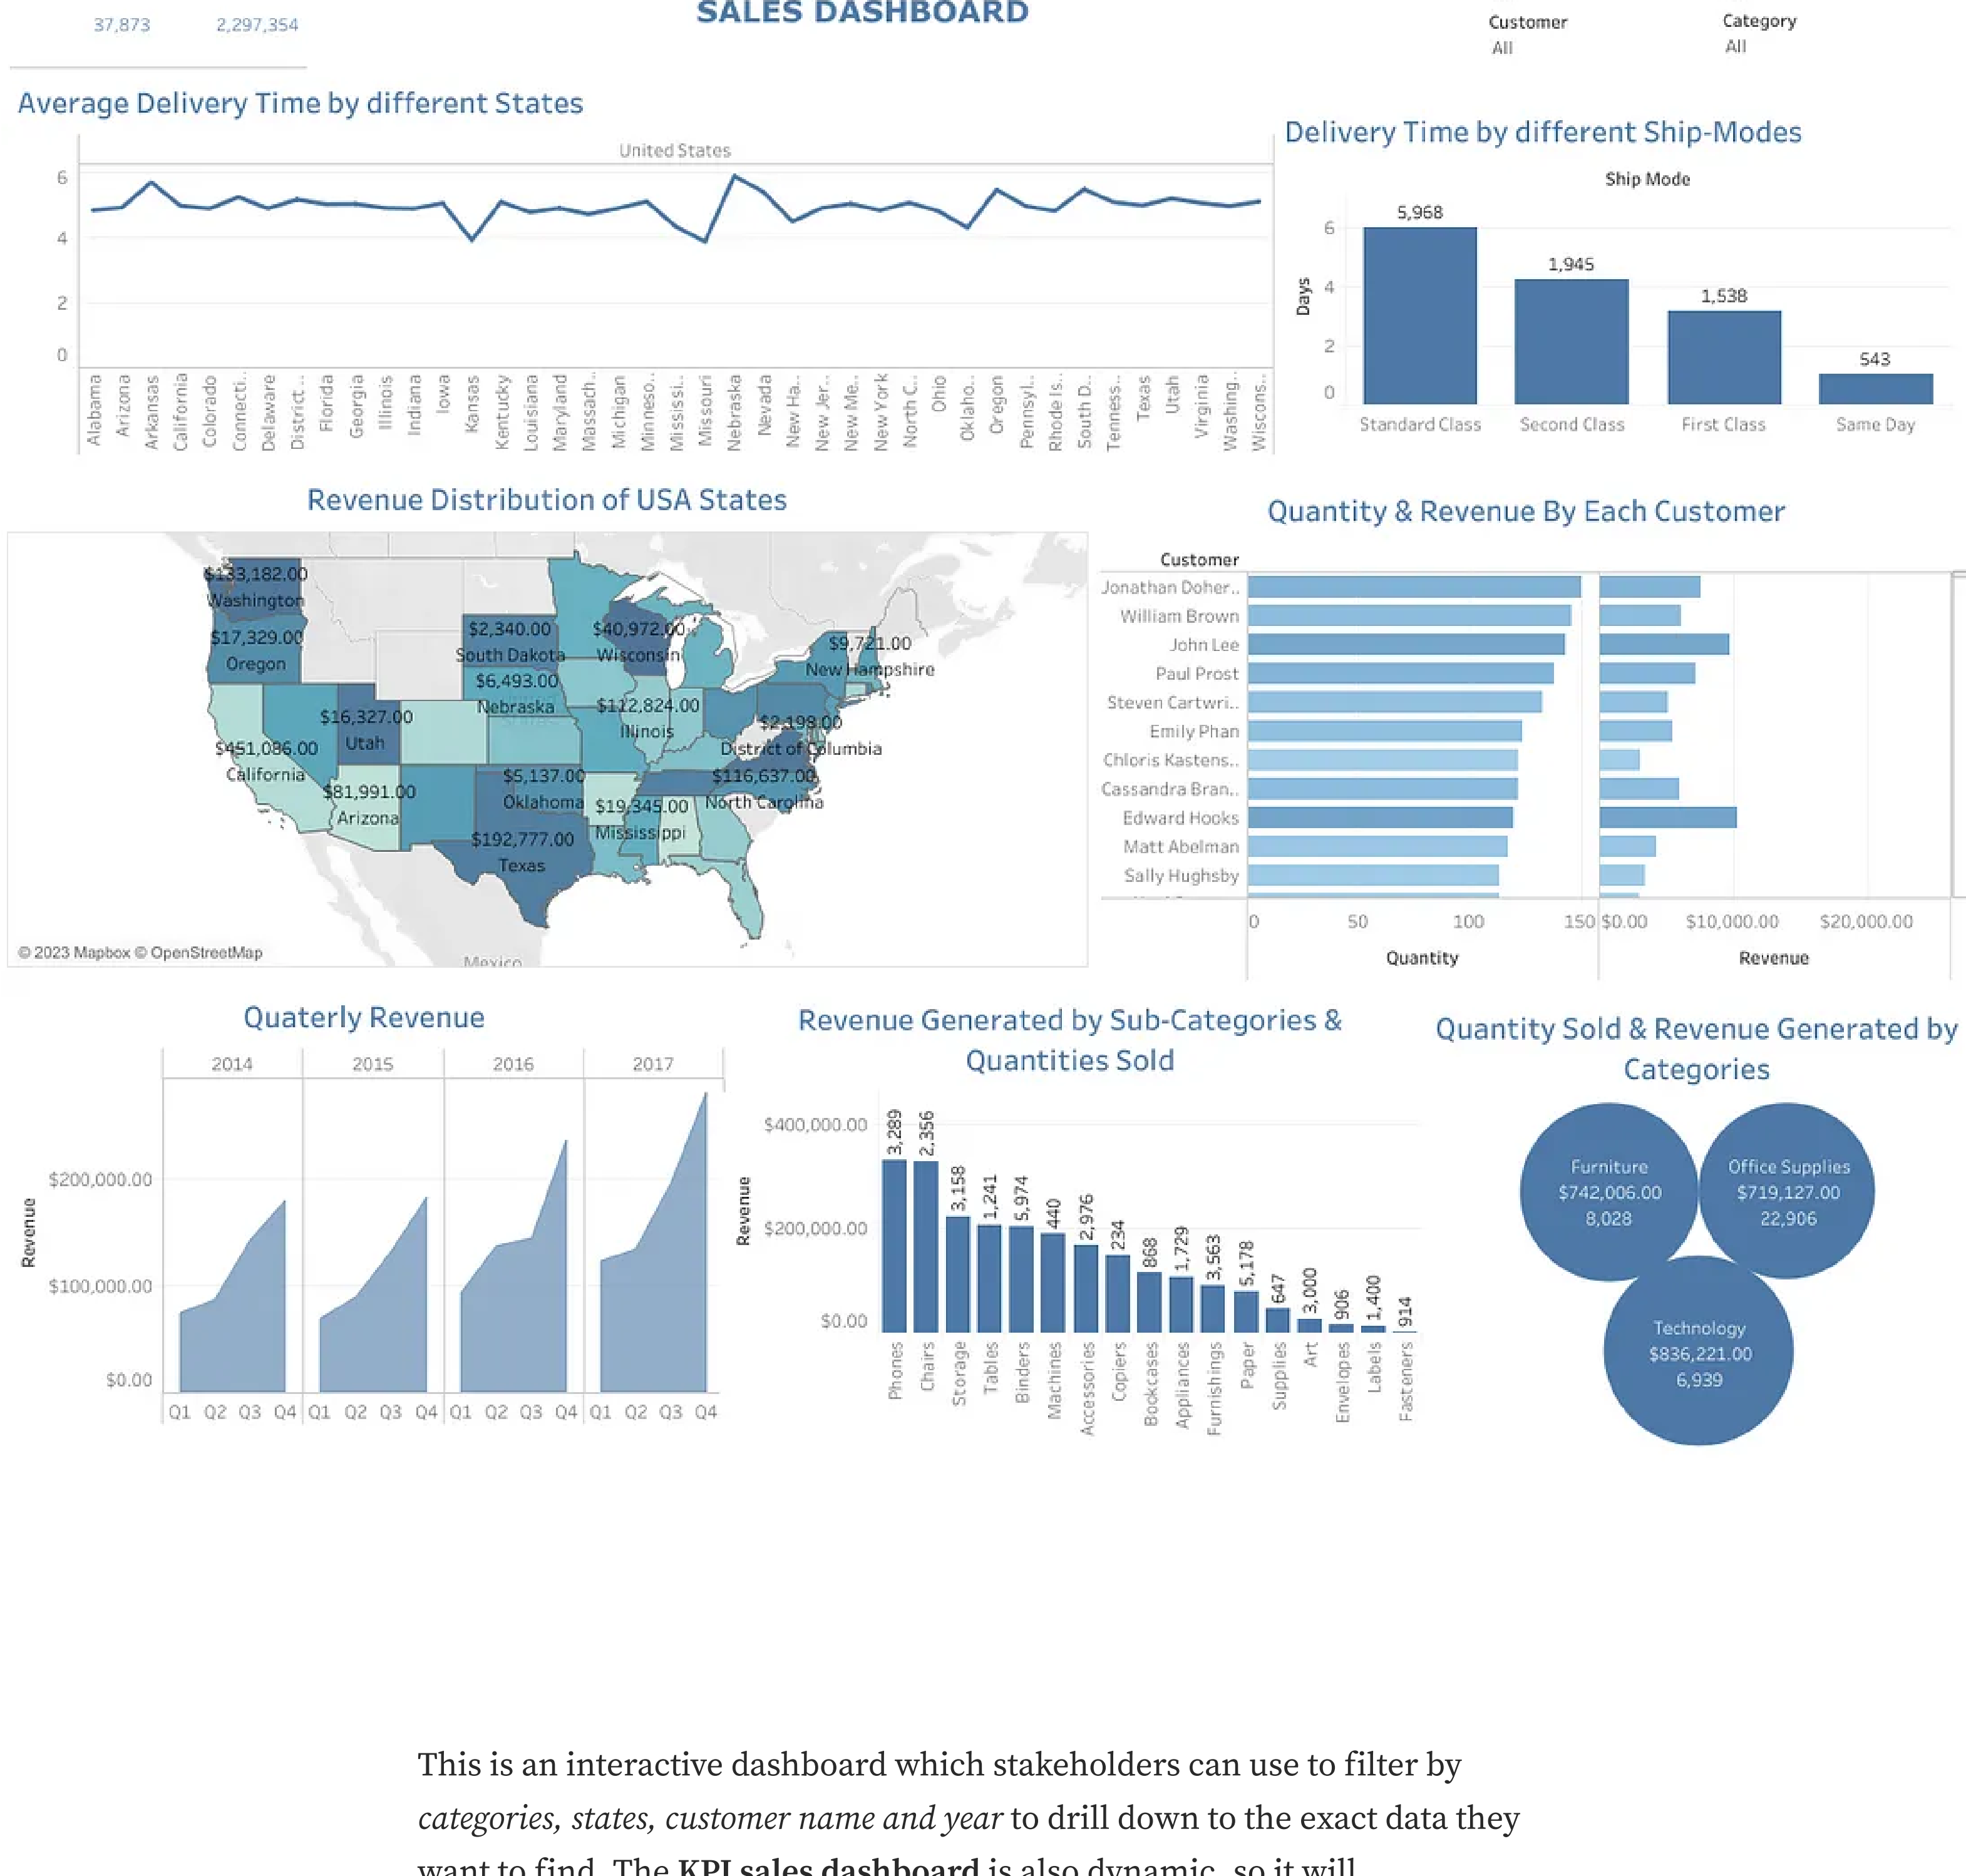 SALES DASHBOARD
37,873 2,297,354
Customer
All
Category
All
Average Delivery Time by different States
United States
6
4
2
0
Alabama
Arizona
Arkansas
California
Colorado
Connecti..
Delaware
District ..
Florida
Georgia
Illinois
Indiana
Iowa
Kansas
Kentucky
Louisiana
Maryland
Massach..
Michigan
Minneso..
Mississi..
Missouri
Nebraska
Nevada
New Ha..
New Jer..
New Me..
New York
North C..
Ohio
Oklaho..
Oregon
Pennsyl..
Rhode Is..
South D..
Tenness..
Texas
Utah
Virginia
Washing..
Wiscons..
Delivery Time by different Ship-Modes
Ship Mode
Days
6
4
2
0
5,968
1,945
1,538
543
Standard Class
Second Class
First Class
Same Day
Revenue Distribution of USA States
$133,182.00
Washington
$17,329.00
Oregon
$2,340.00
South Dakota
$40,972.00
Wisconsin
$9,721.00
New Hampshire
$6,493.00
Nebraska
$16,327.00
Utah
$112,824.00
Illinois
$2,198.00
District of Columbia
$451,086.00
California
$81,991.00
Arizona
$5,137.00
Oklahoma
$116,637.00
North Carolina
$19,345.00
Mississippi
$192,777.00
Texas
Mexico
© 2023 Mapbox © OpenStreetMap
Quantity & Revenue By Each Customer
Customer
Jonathan Doher..
William Brown
John Lee
Paul Prost
Steven Cartwri..
Emily Phan
Chloris Kastens..
Cassandra Bran..
Edward Hooks
Matt Abelman
Sally Hughsby
0 50 100 150
Quantity
$0.00 $10,000.00 $20,000.00
Revenue
Quaterly Revenue
2014 2015 2016 2017
Revenue
$200,000.00
$100,000.00
$0.00
Q1 Q2 Q3 Q4 Q1 Q2 Q3 Q4 Q1 Q2 Q3 Q4 Q1 Q2 Q3 Q4
Revenue Generated by Sub-Categories &
Quantities Sold
Revenue
$400,000.00
$200,000.00
$0.00
3,289
2,356
3,158
1,241
5,974
440
2,976
234
868
1,729
3,563
5,178
647
3,000
906
1,400
914
Phones
Chairs
Storage
Tables
Binders
Machines
Accessories
Copiers
Bookcases
Appliances
Furnishings
Paper
Supplies
Art
Envelopes
Labels
Fasteners
Quantity Sold & Revenue Generated by
Categories
Furniture
$742,006.00
8,028
Office Supplies
$719,127.00
22,906
Technology
$836,221.00
6,939
This is an interactive dashboard which stakeholders can use to filter by
categories, states, customer name and year to drill down to the exact data they
want to find. The KPI sales dashboard is also dynamic, so it will